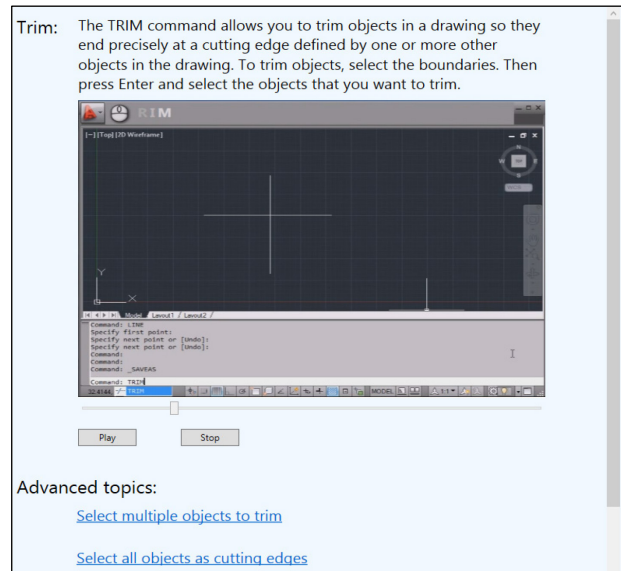 Trim:
The TRIM command allows you to trim objects in a drawing so they
end precisely at a cutting edge defined by one or more other
objects in the drawing. To trim objects, select the boundaries. Then
press Enter and select the objects that you want to trim.
RIM
[−] [Top] [2D Wireframe]
N
W
S
Y
X
Model / Layout1 / Layout2 /
Command: LINE
Specify first point:
Specify next point or [Undo]:
Specify next point or [Undo]:
Command:
Command:
Command: _SAVEAS
Command: TRIM
32.4144, TRIM MODEL 1:1
Play Stop
Advanced topics:
Select multiple objects to trim
Select all objects as cutting edges